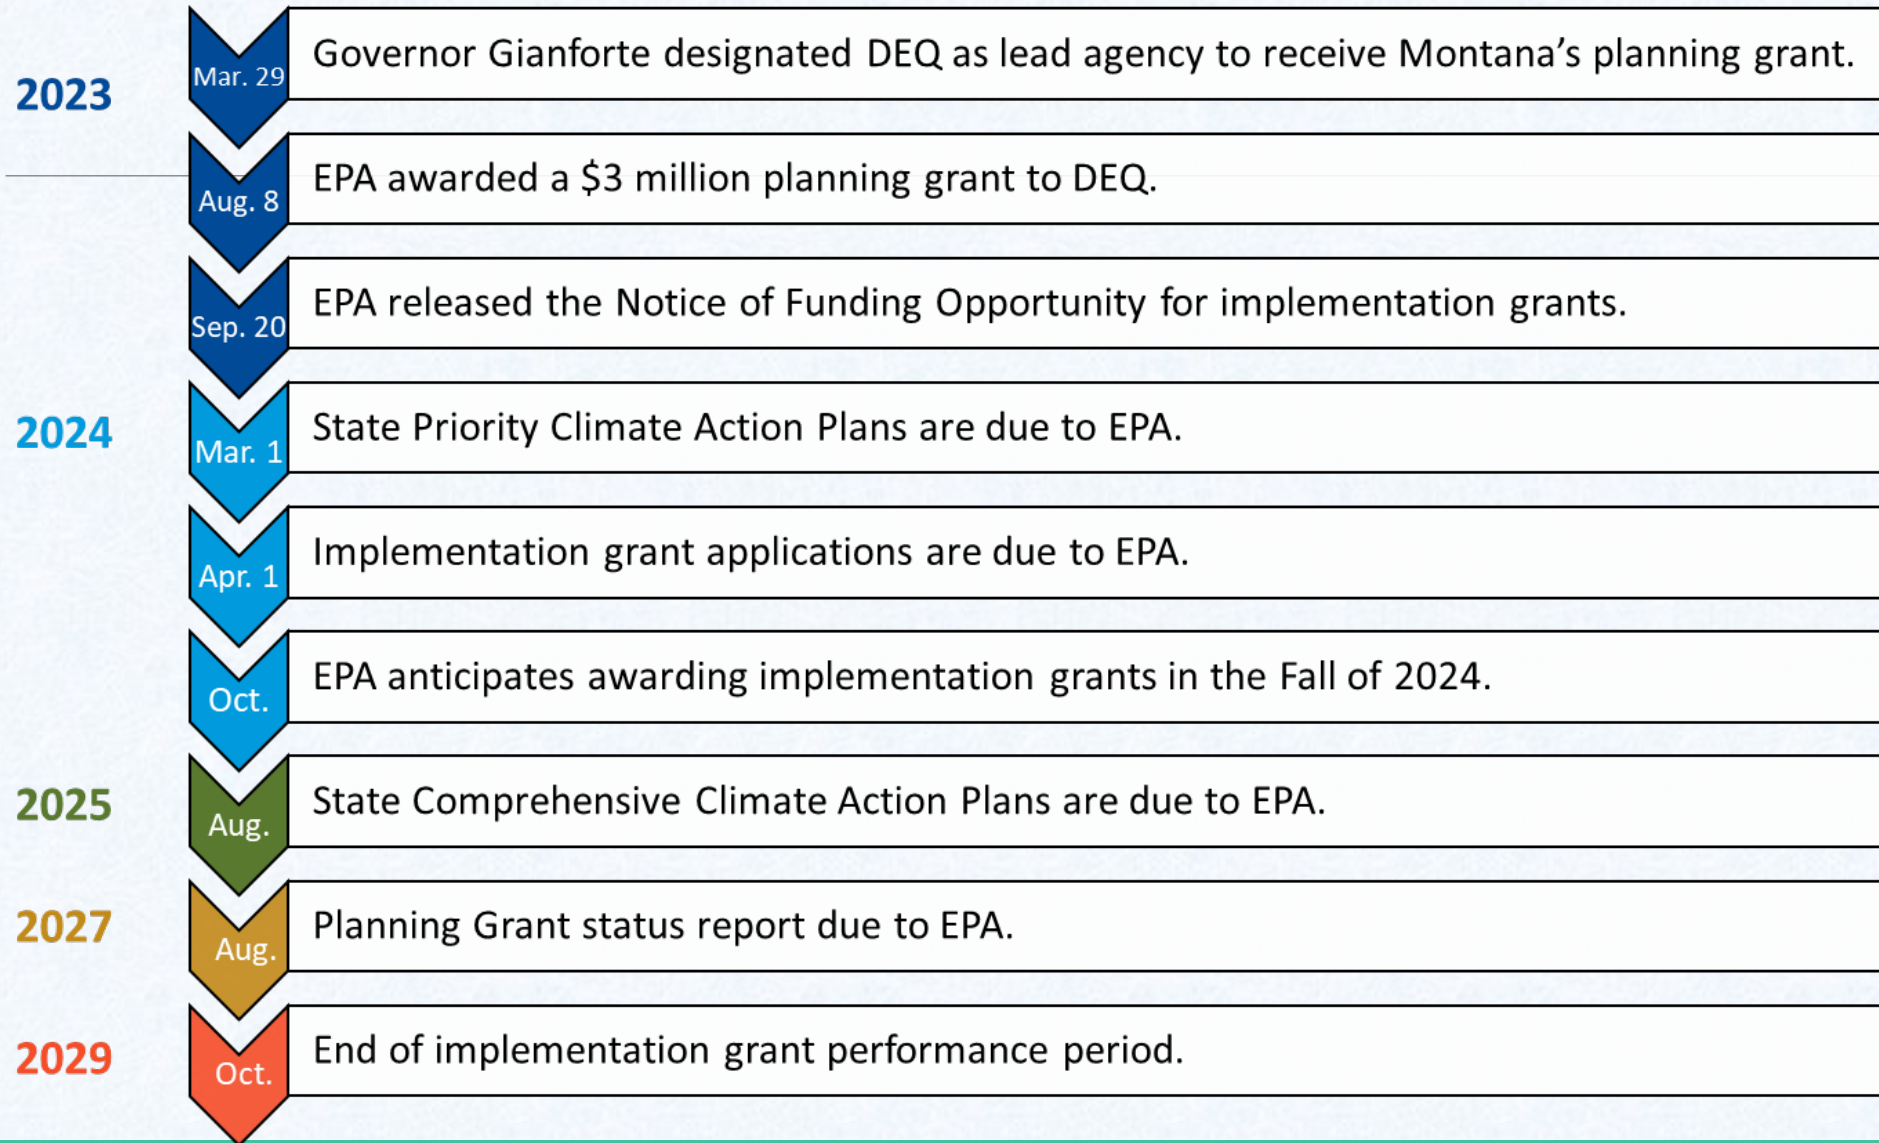 2023
Mar. 29
Governor Gianforte designated DEQ as lead agency to receive Montana’s planning grant.
Aug. 8
EPA awarded a $3 million planning grant to DEQ.
Sep. 20
EPA released the Notice of Funding Opportunity for implementation grants.
2024
Mar. 1
State Priority Climate Action Plans are due to EPA.
Apr. 1
Implementation grant applications are due to EPA.
Oct.
EPA anticipates awarding implementation grants in the Fall of 2024.
2025
Aug.
State Comprehensive Climate Action Plans are due to EPA.
2027
Aug.
Planning Grant status report due to EPA.
2029
Oct.
End of implementation grant performance period.